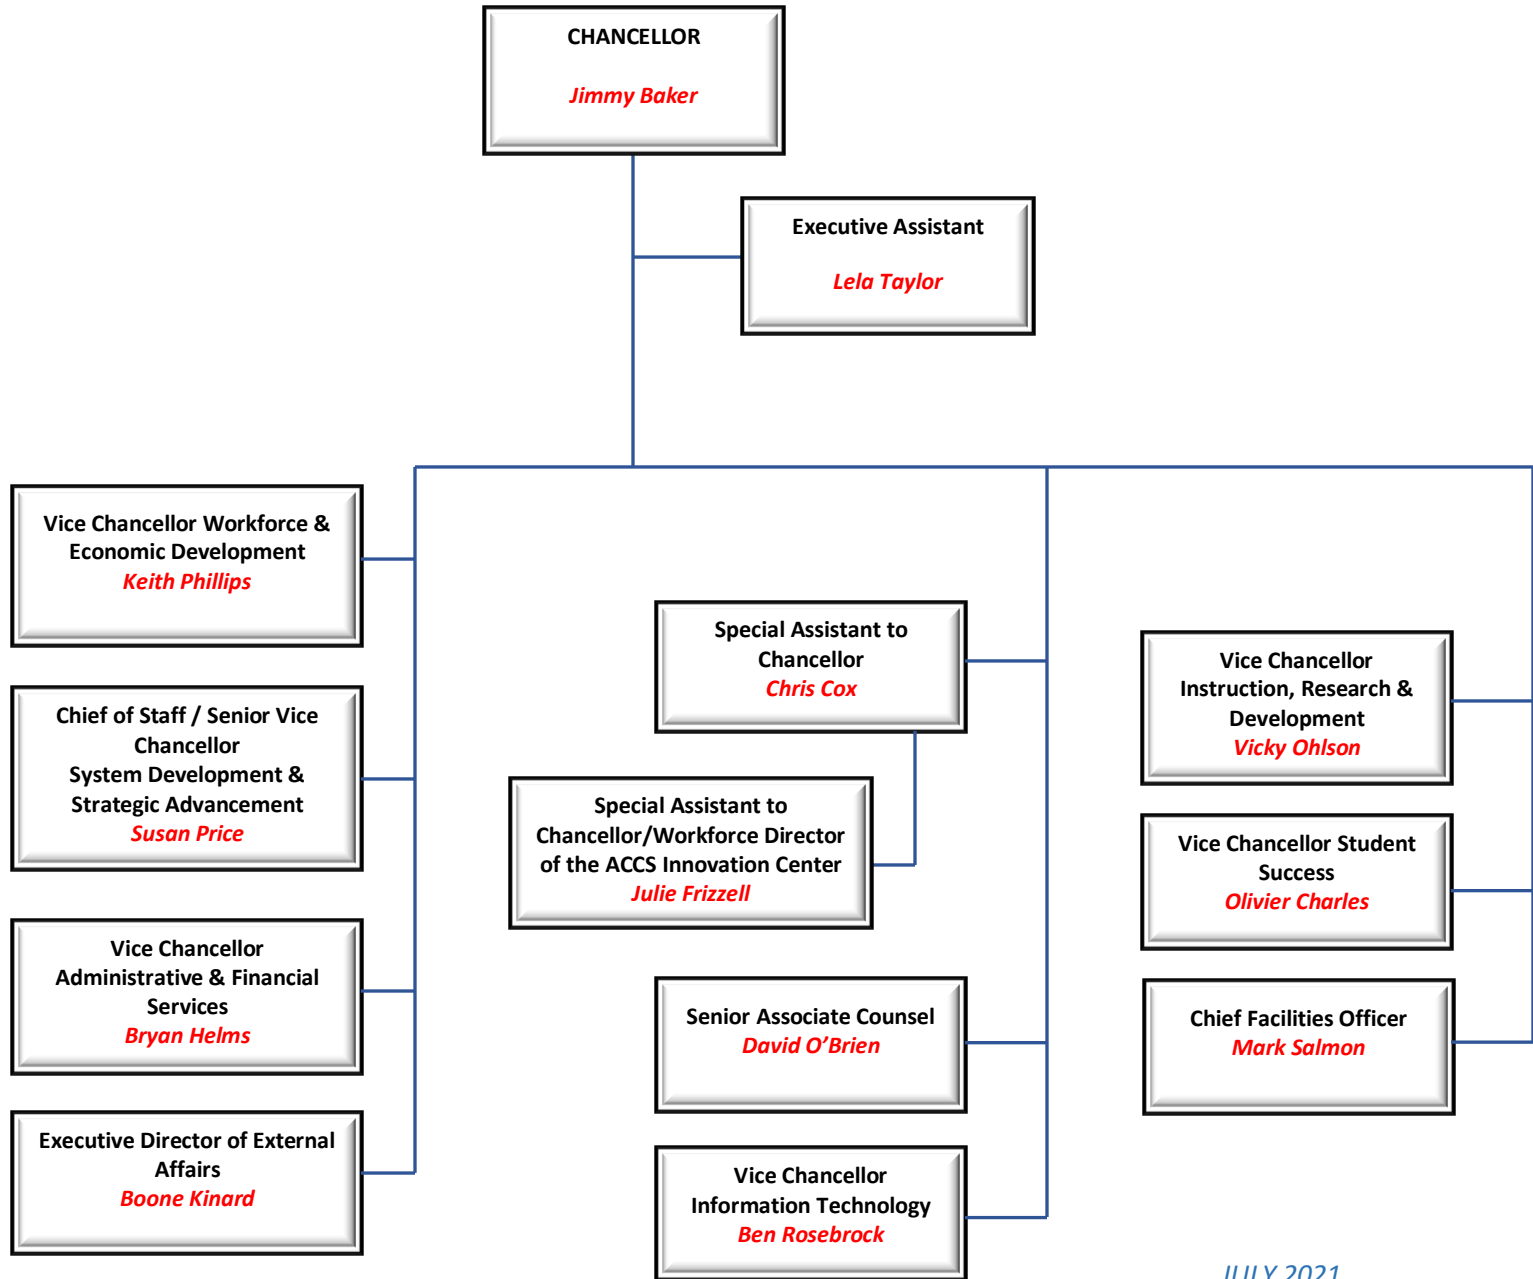 CHANCELLOR
Jimmy Baker
Executive Assistant
Lela Taylor
Vice Chancellor Workforce &
Economic Development
Keith Phillips
Chief of Staff / Senior Vice
Chancellor
System Development &
Strategic Advancement
Susan Price
Vice Chancellor
Administrative & Financial
Services
Bryan Helms
Executive Director of External
Affairs
Boone Kinard
Special Assistant to
Chancellor
Chris Cox
Special Assistant to
Chancellor/Workforce Director
of the ACCS Innovation Center
Julie Frizzell
Senior Associate Counsel
David O’Brien
Vice Chancellor
Information Technology
Ben Rosebrock
Vice Chancellor
Instruction, Research &
Development
Vicky Ohlson
Vice Chancellor Student
Success
Olivier Charles
Chief Facilities Officer
Mark Salmon
JULY 2021